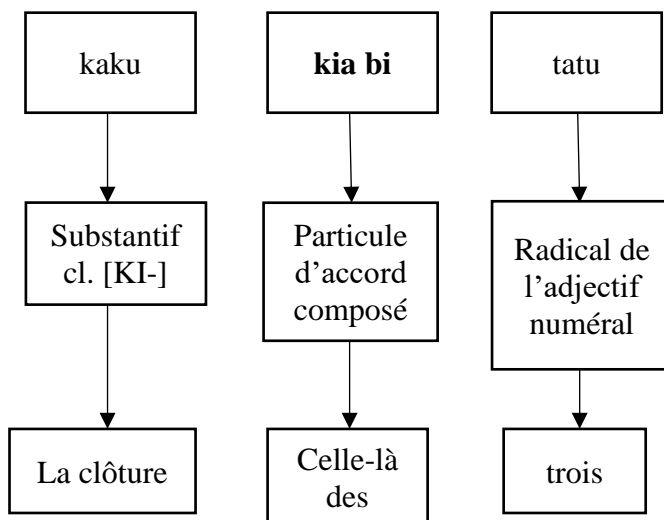 kaku
kia bi
tatu
Substantif
cl. [KI-]
Particule
d’accord
composé
Radical de
l’adjectif
numéral
La clôture
Celle-là
des
trois